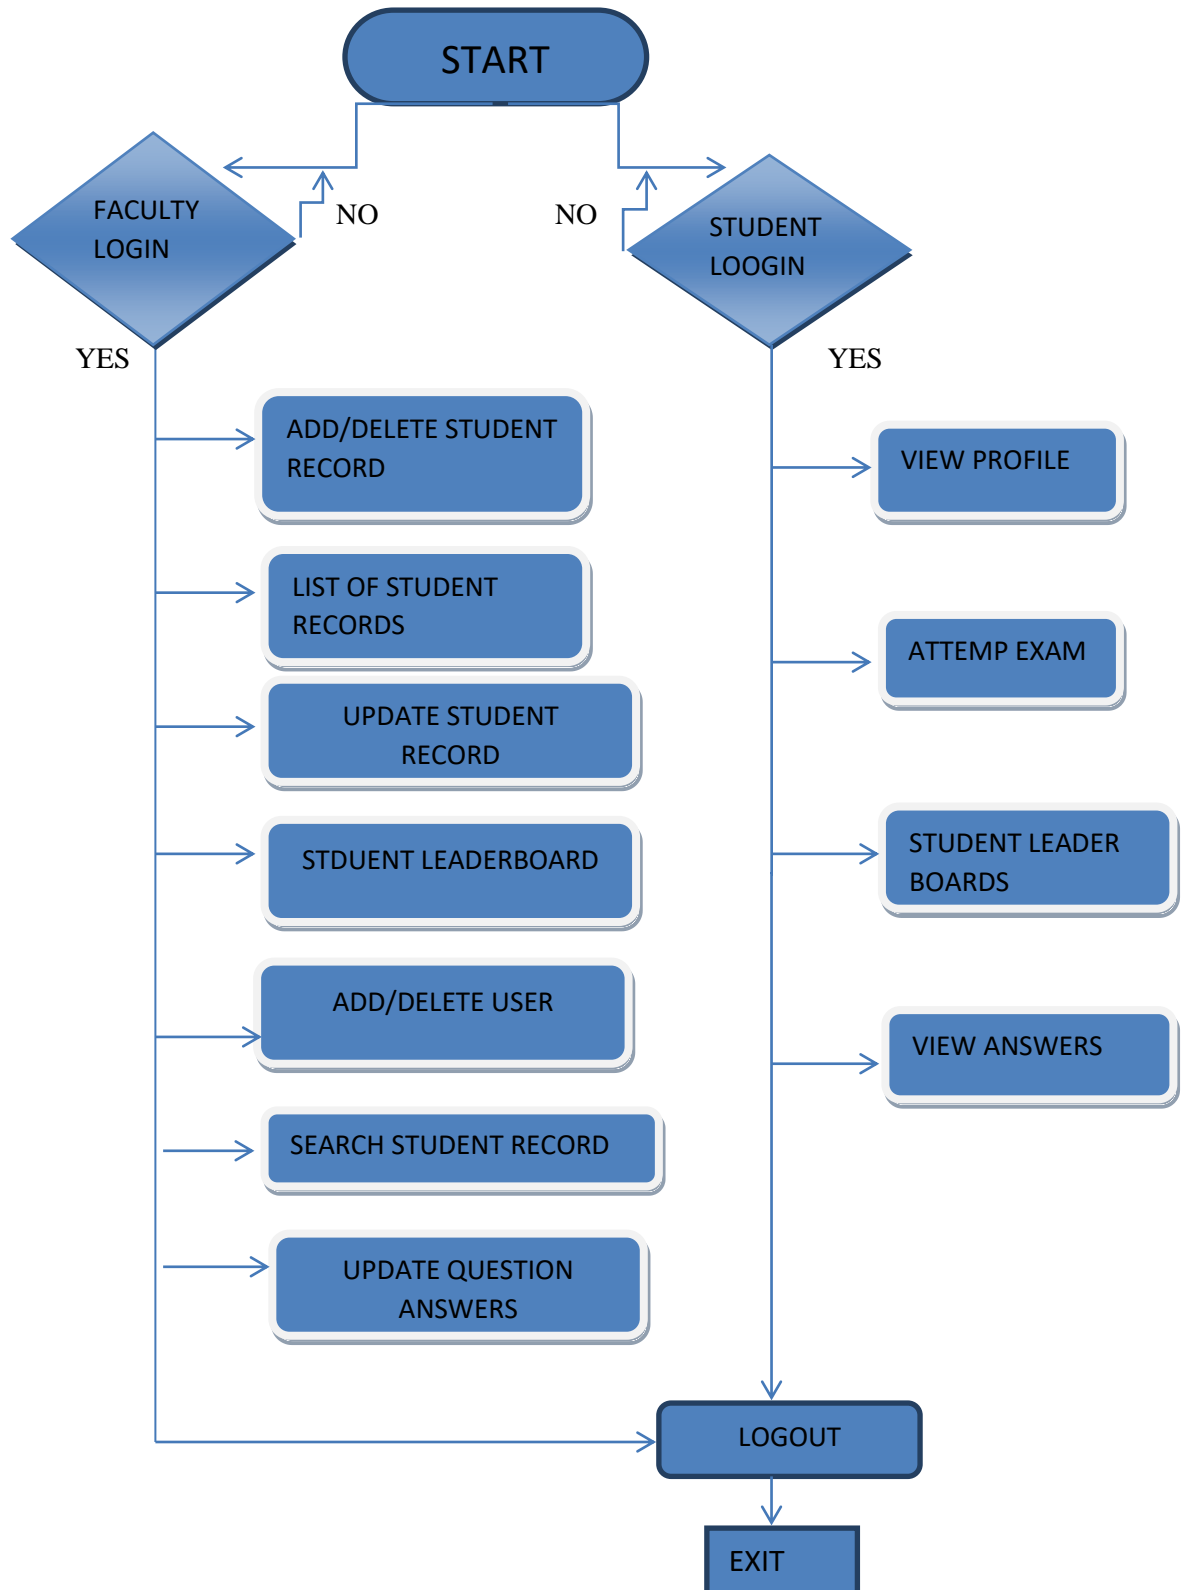 START
FACULTY
LOGIN
NO
NO
STUDENT
LOOGIN
YES
YES
ADD/DELETE STUDENT
RECORD
VIEW PROFILE
LIST OF STUDENT
RECORDS
ATTEMP EXAM
UPDATE STUDENT
RECORD
STDUENT LEADERBOARD
STUDENT LEADER
BOARDS
ADD/DELETE USER
VIEW ANSWERS
SEARCH STUDENT RECORD
UPDATE QUESTION
ANSWERS
LOGOUT
EXIT